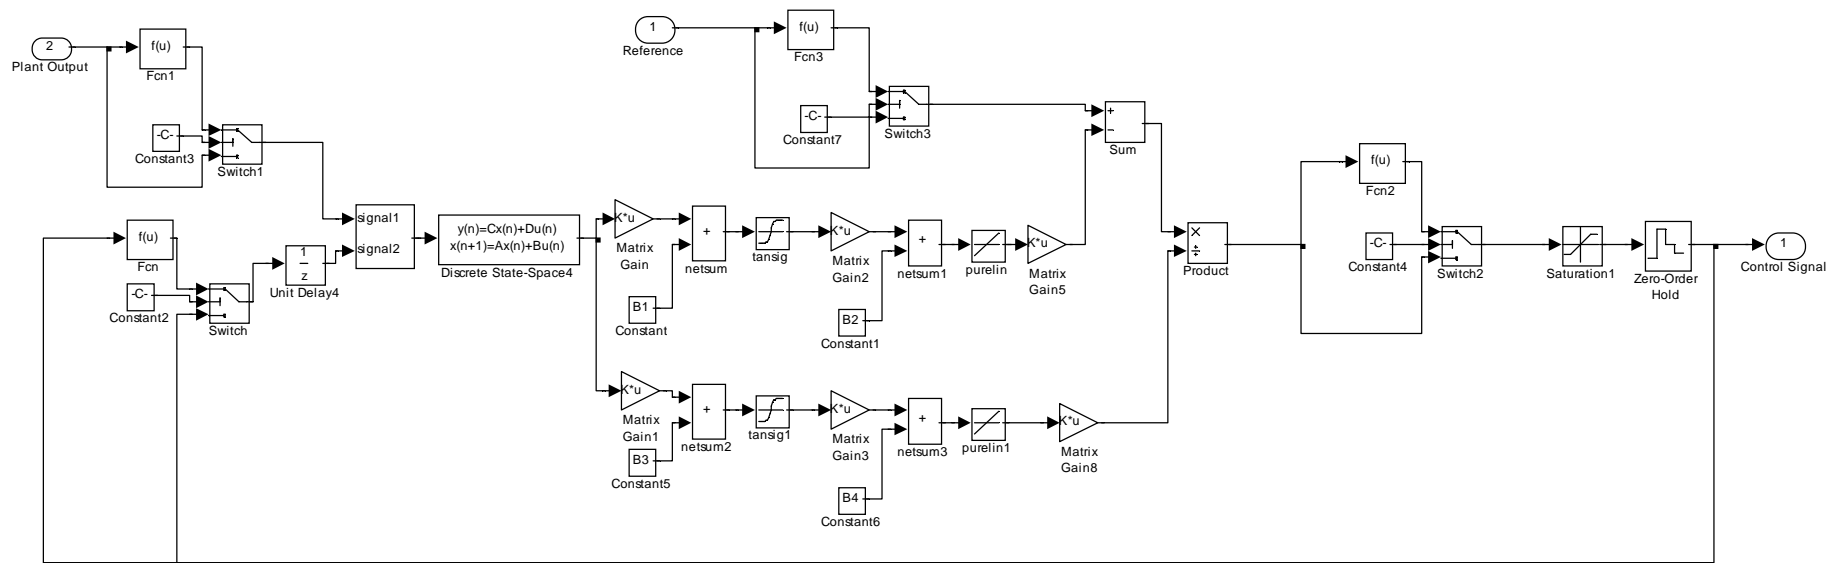 2
Plant Output
f(u)
Fcn1
-C-
Constant3
Switch1
f(u)
Fcn
-C-
Constant2
Switch
1
z
Unit Delay4
signal1
signal2
y(n)=Cx(n)+Du(n)
x(n+1)=Ax(n)+Bu(n)
Discrete State-Space4
1
Reference
f(u)
Fcn3
-C-
Constant7
Switch3
+
−
Sum
K*u
Matrix
Gain
+
netsum
B1
Constant
tansig
K*u
Matrix
Gain2
+
netsum1
B2
Constant1
purelin
K*u
Matrix
Gain5
K*u
Matrix
Gain1
+
netsum2
B3
Constant5
tansig1
K*u
Matrix
Gain3
+
netsum3
B4
Constant6
purelin1
K*u
Matrix
Gain8
×
÷
Product
f(u)
Fcn2
-C-
Constant4
Switch2
Saturation1
Zero-Order
Hold
1
Control Signal